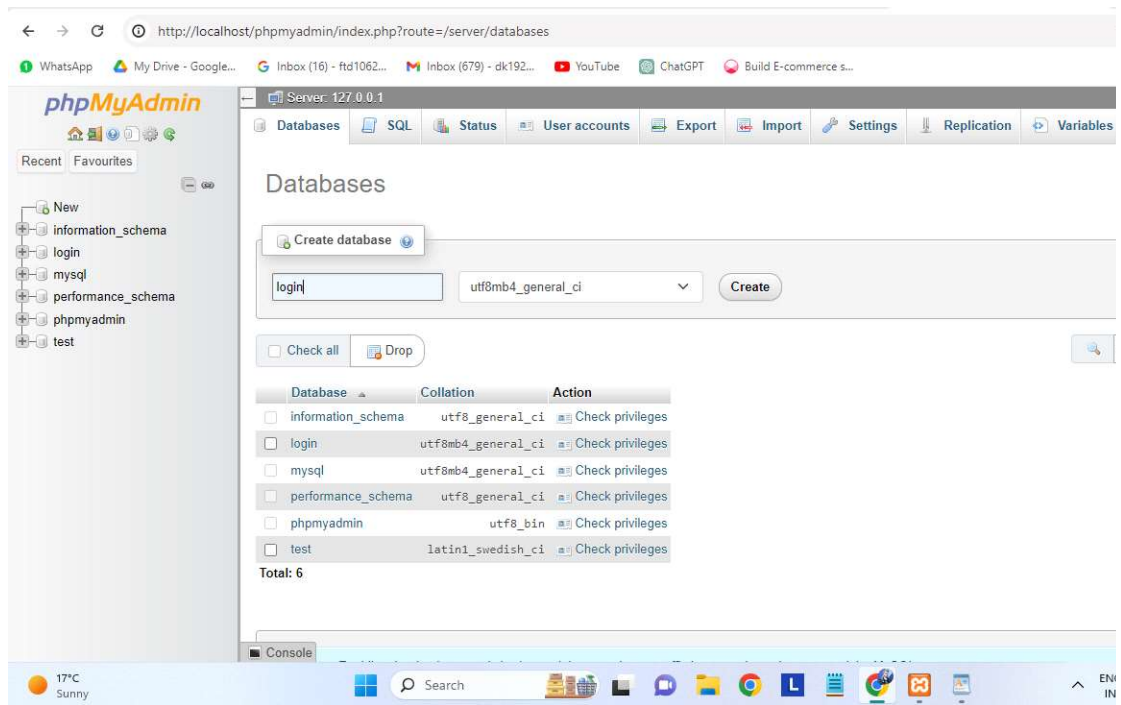 http://localhost/phpmyadmin/index.php?route=/server/databases
WhatsApp My Drive - Google... Inbox (16) - ftd1062... Inbox (679) - dk192... YouTube ChatGPT Build E-commerce s...
phpMyAdmin
Recent Favourites
New
information_schema
login
mysql
performance_schema
phpmyadmin
test
Server: 127.0.0.1
Databases SQL Status User accounts Export Import Settings Replication Variables
Databases
Create database
login utf8mb4_general_ci Create
Check all Drop
Database Collation Action
information_schema utf8_general_ci Check privileges
login utf8mb4_general_ci Check privileges
mysql utf8mb4_general_ci Check privileges
performance_schema utf8_general_ci Check privileges
phpmyadmin utf8_bin Check privileges
test latin1_swedish_ci Check privileges
Total: 6
Console
17°C
Sunny
Search
L
ENG
IN